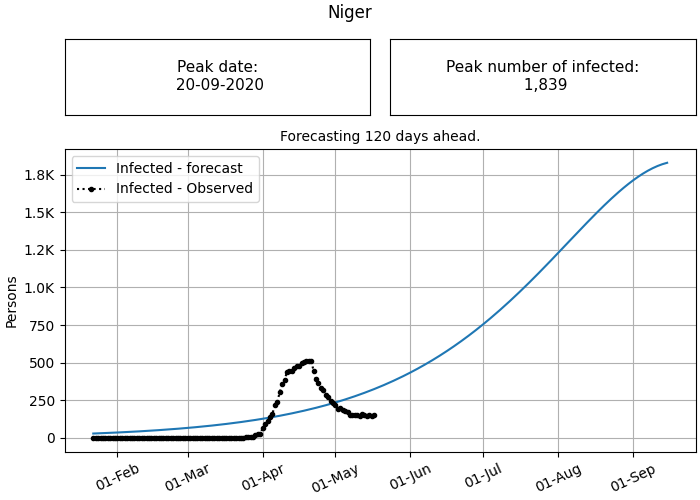 Niger
Peak date:
20-09-2020
Peak number of infected:
1,839
Forecasting 120 days ahead.
Infected - forecast
Infected - Observed
Persons
1.8K
1.5K
1.2K
1.0K
750
500
250
0
01-Feb
01-Mar
01-Apr
01-May
01-Jun
01-Jul
01-Aug
01-Sep